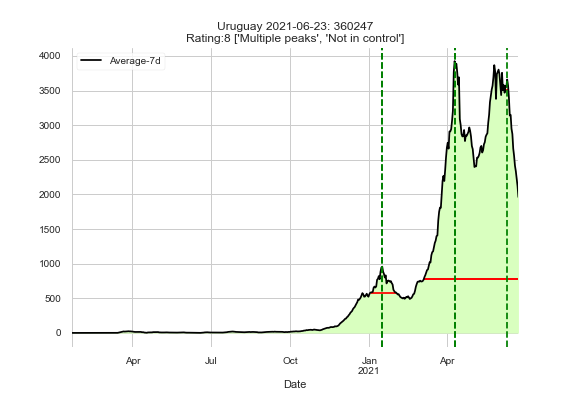 Uruguay 2021-06-23: 360247
Rating:8 ['Multiple peaks', 'Not in control']
Average-7d
4000
3500
3000
2500
2000
1500
1000
500
0
Apr
Jul
Oct
Jan
2021
Apr
Date